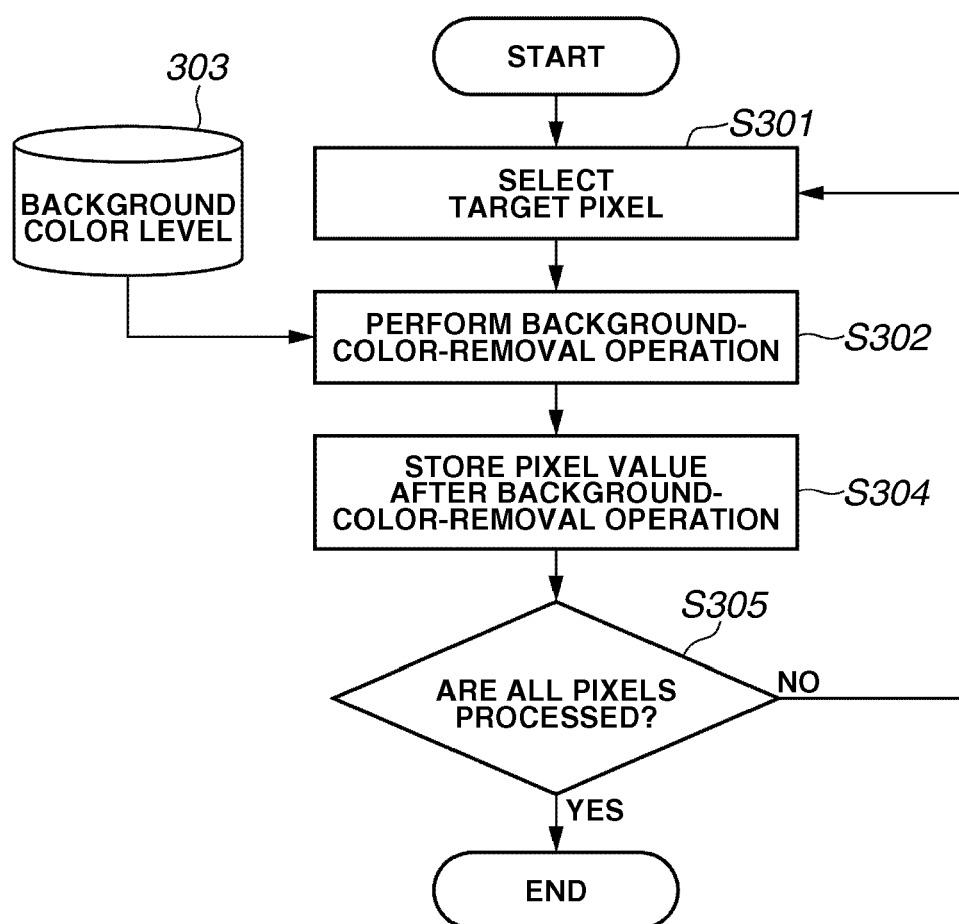 START
303
S301
SELECT
TARGET PIXEL
BACKGROUND
COLOR LEVEL
PERFORM BACKGROUND-
COLOR-REMOVAL OPERATION
S302
STORE PIXEL VALUE
AFTER BACKGROUND-
COLOR-REMOVAL OPERATION
S304
S305
ARE ALL PIXELS
PROCESSED?
NO
YES
END